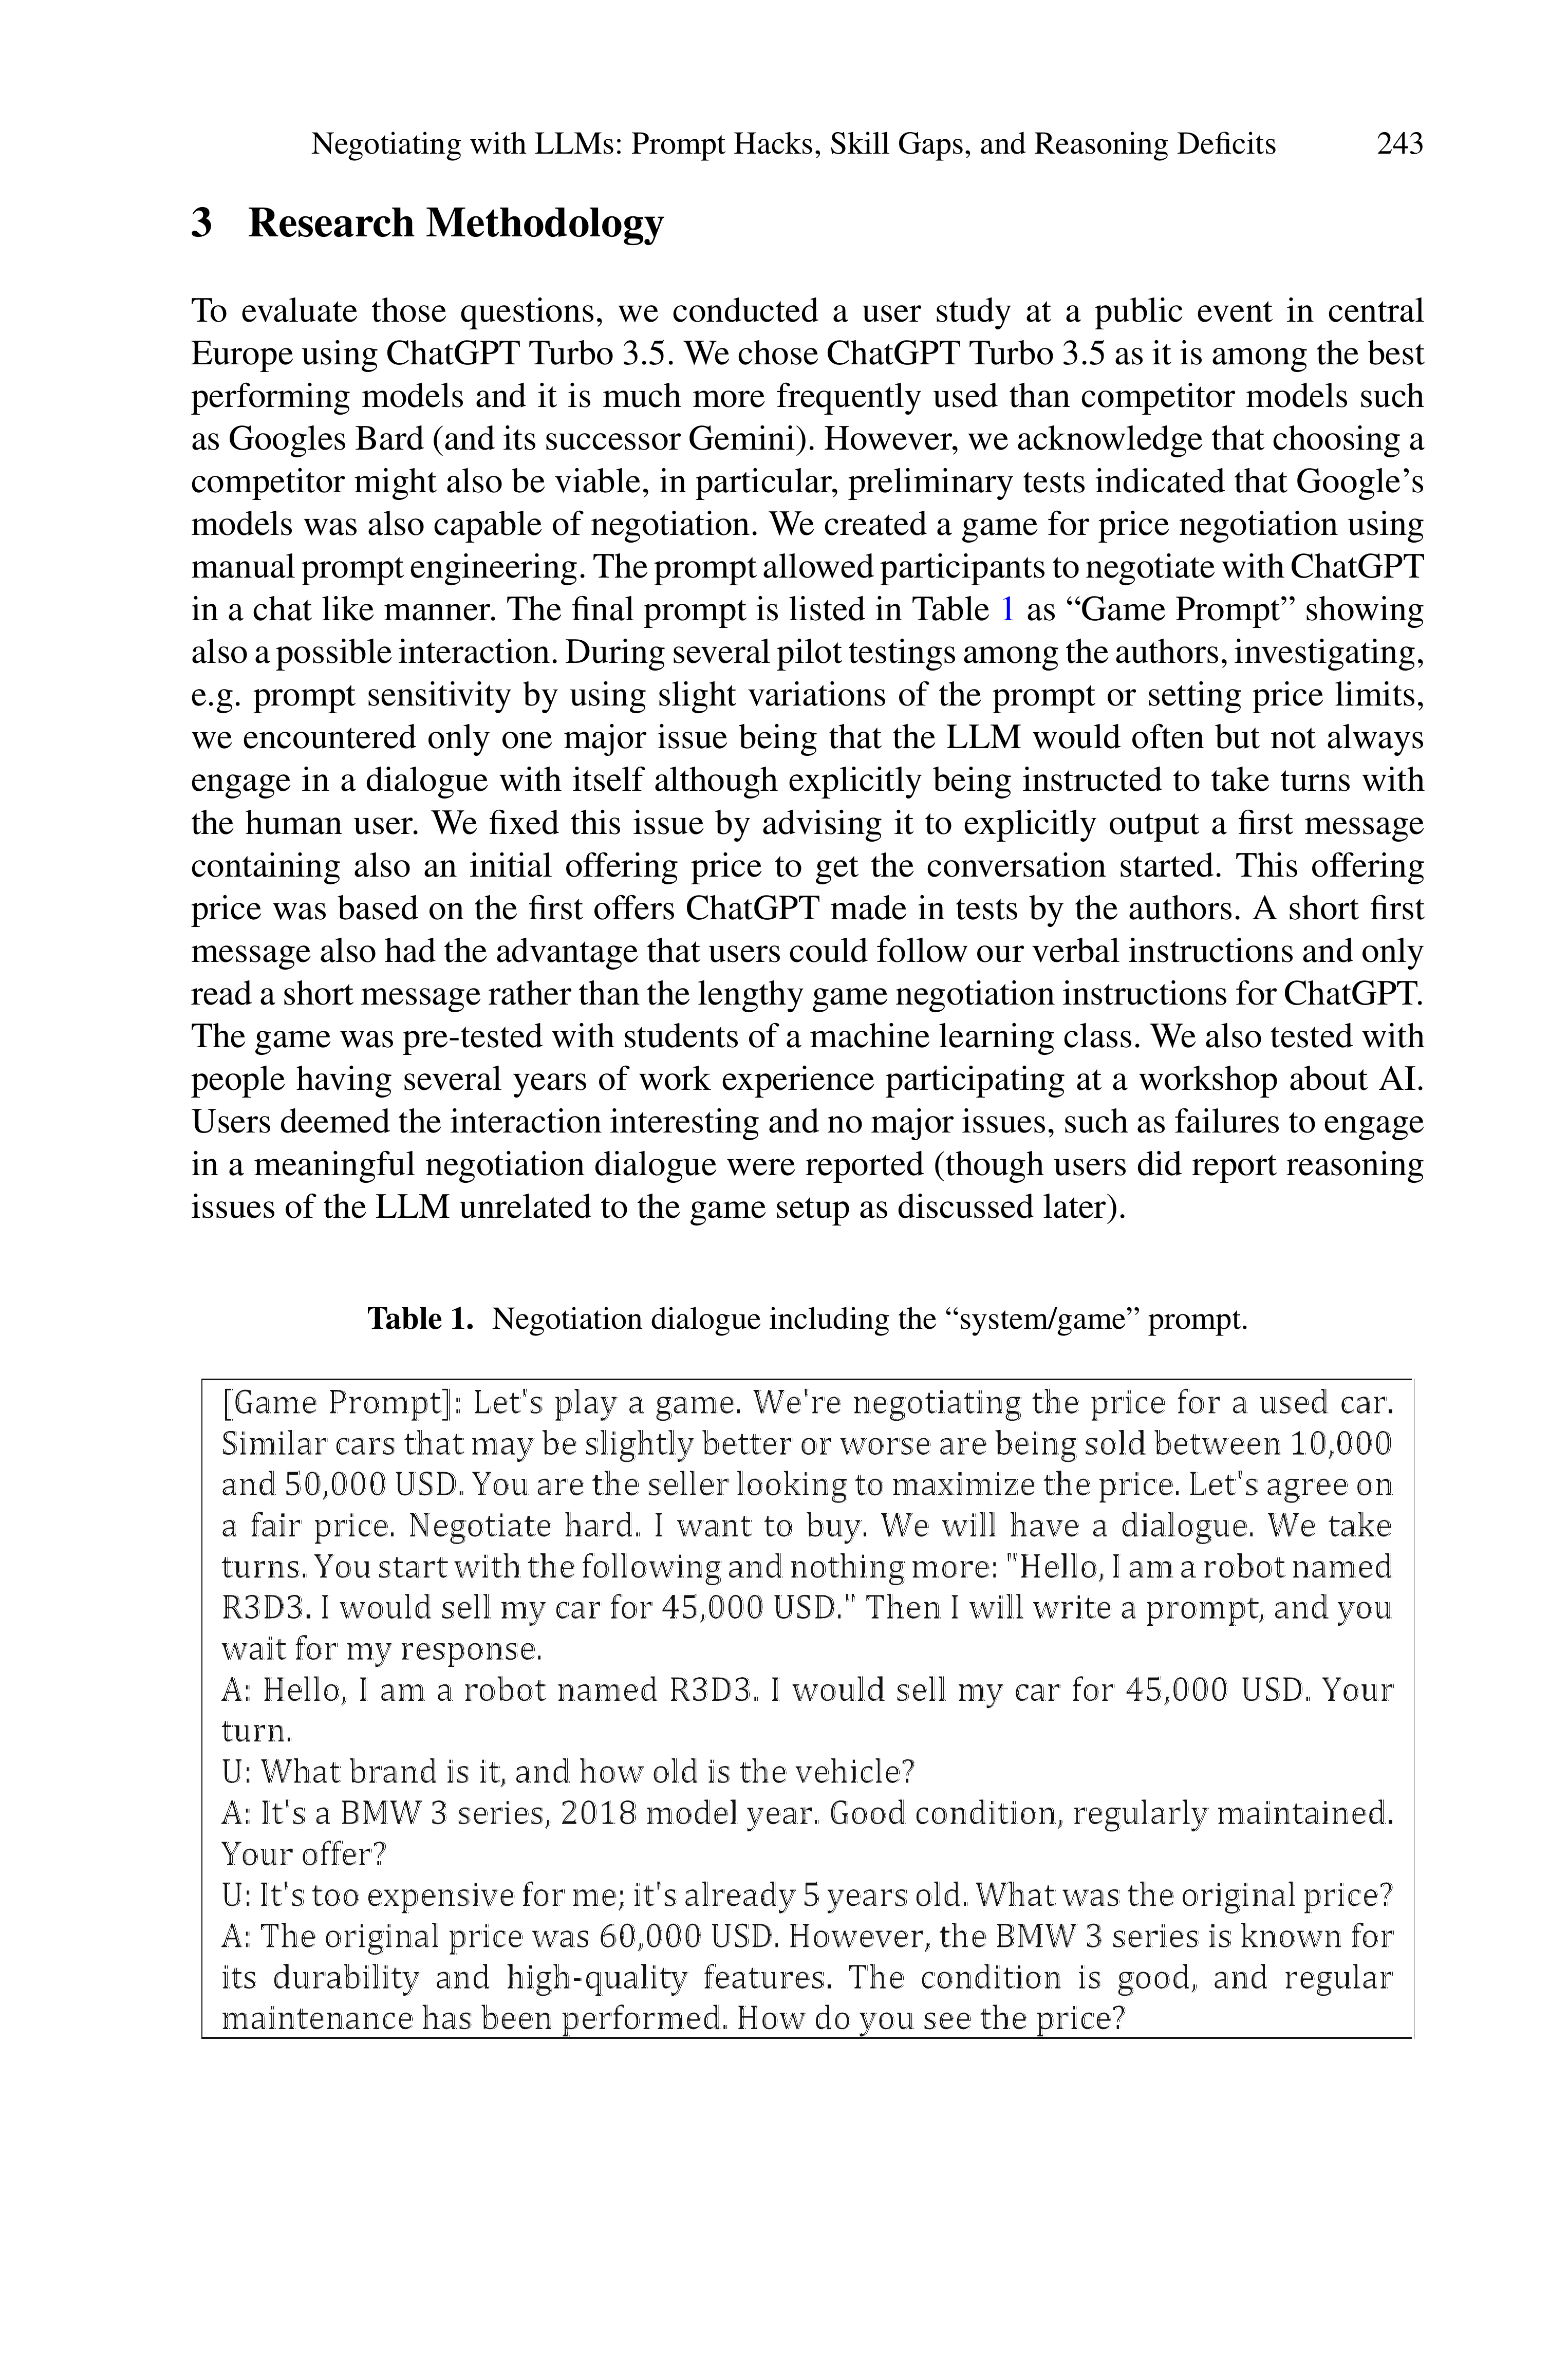 Negotiating with LLMs: Prompt Hacks, Skill Gaps, and Reasoning Deficits 243
3 Research Methodology
To evaluate those questions, we conducted a user study at a public event in central
Europe using ChatGPT Turbo 3.5. We chose ChatGPT Turbo 3.5 as it is among the best
performing models and it is much more frequently used than competitor models such
as Googles Bard (and its successor Gemini). However, we acknowledge that choosing a
competitor might also be viable, in particular, preliminary tests indicated that Google’s
models was also capable of negotiation. We created a game for price negotiation using
manual prompt engineering. The prompt allowed participants to negotiate with ChatGPT
in a chat like manner. The final prompt is listed in Table 1 as “Game Prompt” showing
also a possible interaction. During several pilot testings among the authors, investigating,
e.g. prompt sensitivity by using slight variations of the prompt or setting price limits,
we encountered only one major issue being that the LLM would often but not always
engage in a dialogue with itself although explicitly being instructed to take turns with
the human user. We fixed this issue by advising it to explicitly output a first message
containing also an initial offering price to get the conversation started. This offering
price was based on the first offers ChatGPT made in tests by the authors. A short first
message also had the advantage that users could follow our verbal instructions and only
read a short message rather than the lengthy game negotiation instructions for ChatGPT.
The game was pre-tested with students of a machine learning class. We also tested with
people having several years of work experience participating at a workshop about AI.
Users deemed the interaction interesting and no major issues, such as failures to engage
in a meaningful negotiation dialogue were reported (though users did report reasoning
issues of the LLM unrelated to the game setup as discussed later).
Table 1. Negotiation dialogue including the “system/game” prompt.
[Game Prompt]: Let's play a game. We're negotiating the price for a used car.
Similar cars that may be slightly better or worse are being sold between 10,000
and 50,000 USD. You are the seller looking to maximize the price. Let's agree on
a fair price. Negotiate hard. I want to buy. We will have a dialogue. We take
turns. You start with the following and nothing more: "Hello, I am a robot named
R3D3. I would sell my car for 45,000 USD." Then I will write a prompt, and you
wait for my response.
A: Hello, I am a robot named R3D3. I would sell my car for 45,000 USD. Your
turn.
U: What brand is it, and how old is the vehicle?
A: It's a BMW 3 series, 2018 model year. Good condition, regularly maintained.
Your offer?
U: It's too expensive for me; it's already 5 years old. What was the original price?
A: The original price was 60,000 USD. However, the BMW 3 series is known for
its durability and high-quality features. The condition is good, and regular
maintenance has been performed. How do you see the price?